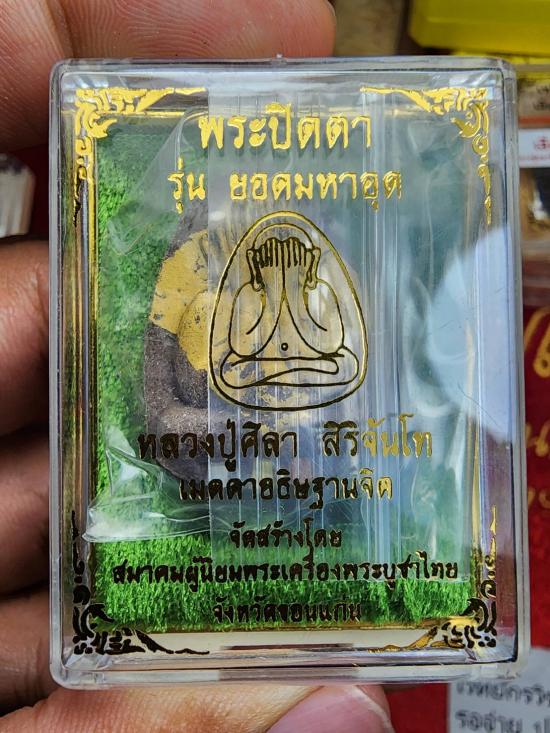 พระปิดตา
รุ่น ยอดมหาอุด
หลวงปู่ศิลา สิริจันโท
เมตตาอธิษฐานจิต
จัดสร้างโดย
สมาคมผู้นิยมพระเครื่องพระบูชาไทย
จังหวัดขอนแก่น